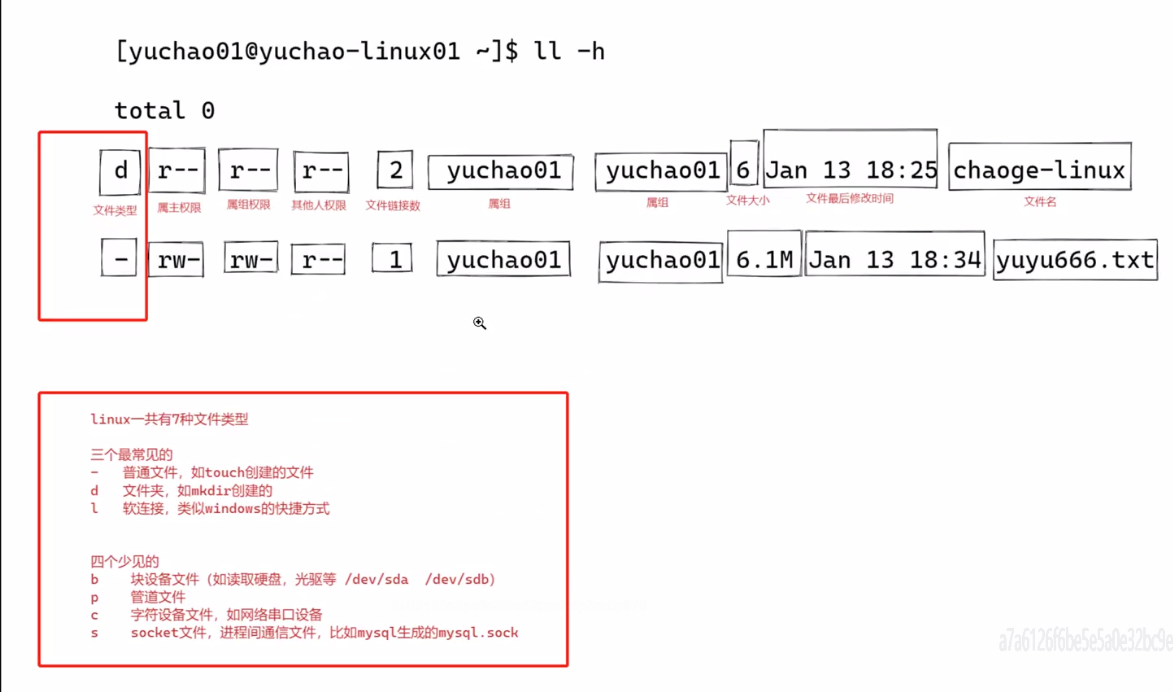 [yuchao01@yuchao-linux01 ~]$ ll -h
total 0
d r-- r-- r-- 2 yuchao01 yuchao01 6 Jan 13 18:25 chaoge-linux
文件类型 属主权限 属组权限 其他人权限 文件链接数 属组 属组 文件大小 文件最后修改时间 文件名
- rw- rw- r-- 1 yuchao01 yuchao01 6.1M Jan 13 18:34 yuyu666.txt
linux一共有7种文件类型
三个最常见的
- 普通文件，如touch创建的文件
d 文件夹，如mkdir创建的
l 软连接，类似windows的快捷方式
四个少见的
b 块设备文件（如读取硬盘，光驱等 /dev/sda /dev/sdb）
p 管道文件
c 字符设备文件，如网络串口设备
s socket文件，进程间通信文件，比如mysql生成的mysql.sock
a7a6126f6be5e5a0e32bc9e